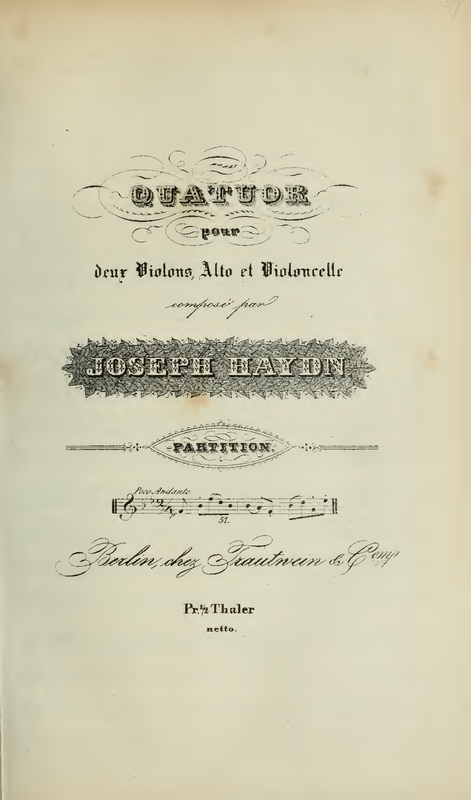 QUATUOR
pour
deux Violons, Alto et Violoncelle
composé par
JOSEPH HAYDN
PARTITION.
Poco Andante
51.
Berlin, chez Trautwein & Comp
Pr. 1/2 Thaler
netto.